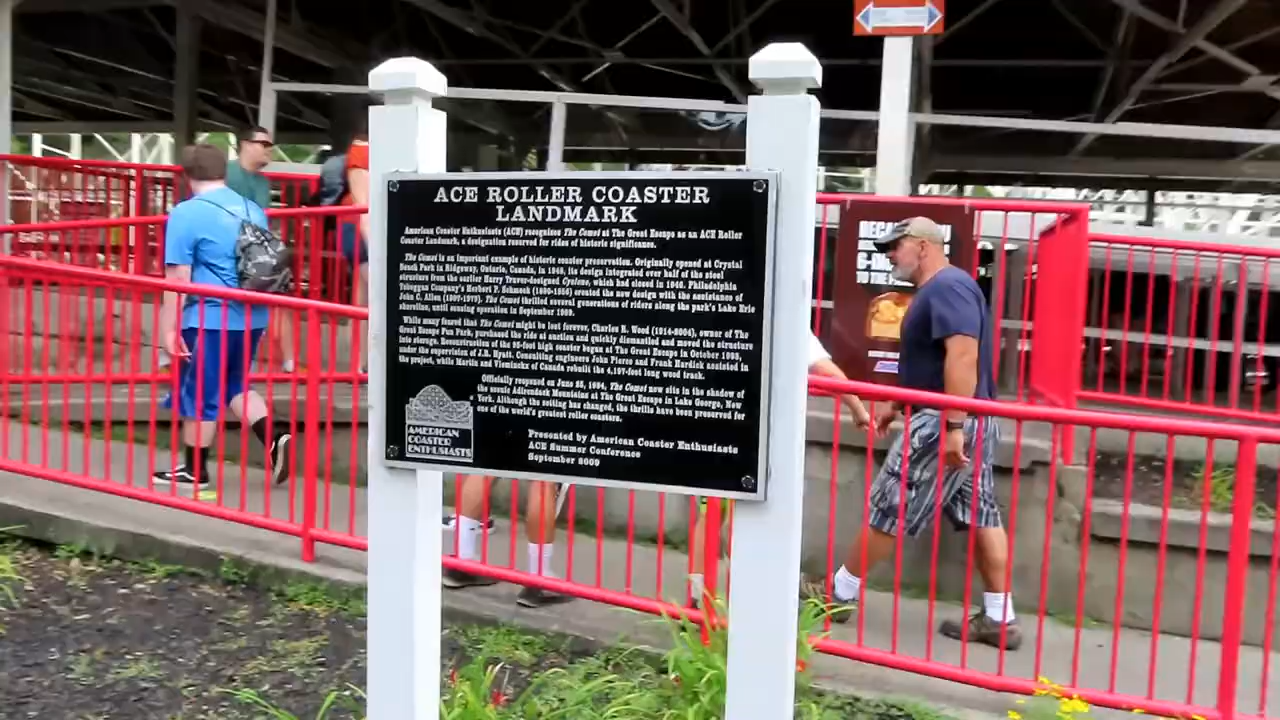 ACE ROLLER COASTER
LANDMARK
American Coaster Enthusiasts (ACE) recognizes The Comet at The Great Escape as an ACE Roller
Coaster Landmark, a designation reserved for rides of historic significance.
The Comet is an important example of historic coaster preservation. Originally opened at Crystal
Beach Park in Ridgeway, Ontario, Canada, in 1948, its design integrated over half of the steel
structure from the earlier Harry Traver-designed Cyclone, which had closed in 1946. Philadelphia
Toboggan Company's Herbert P. Schmeck (1890-1956) created the new design with the assistance of
John C. Allen (1907-1979). The Comet thrilled several generations of riders along the park's Lake Erie
shoreline, until ceasing operation in September 1989.
While many feared that The Comet might be lost forever, Charles R. Wood (1914-2004), owner of The
Great Escape Fun Park, purchased the ride at auction and quickly dismantled and moved the structure
into storage. Reconstruction of the 95-foot high coaster began at The Great Escape in October 1993,
under the supervision of J.R. Hyatt. Consulting engineers John Pierce and Frank Hardick assisted in
the project, while Martin and Vleminckx of Canada rebuilt the 4,197-foot long wood track.
Officially reopened on June 25, 1994, The Comet now sits in the shadow of
the scenic Adirondack Mountains at The Great Escape in Lake George, New
York. Although the setting has changed, the thrills have been preserved for
one of the world's greatest roller coasters.
AMERICAN
COASTER
ENTHUSIASTS
Presented by American Coaster Enthusiasts
ACE Summer Conference
September 2009